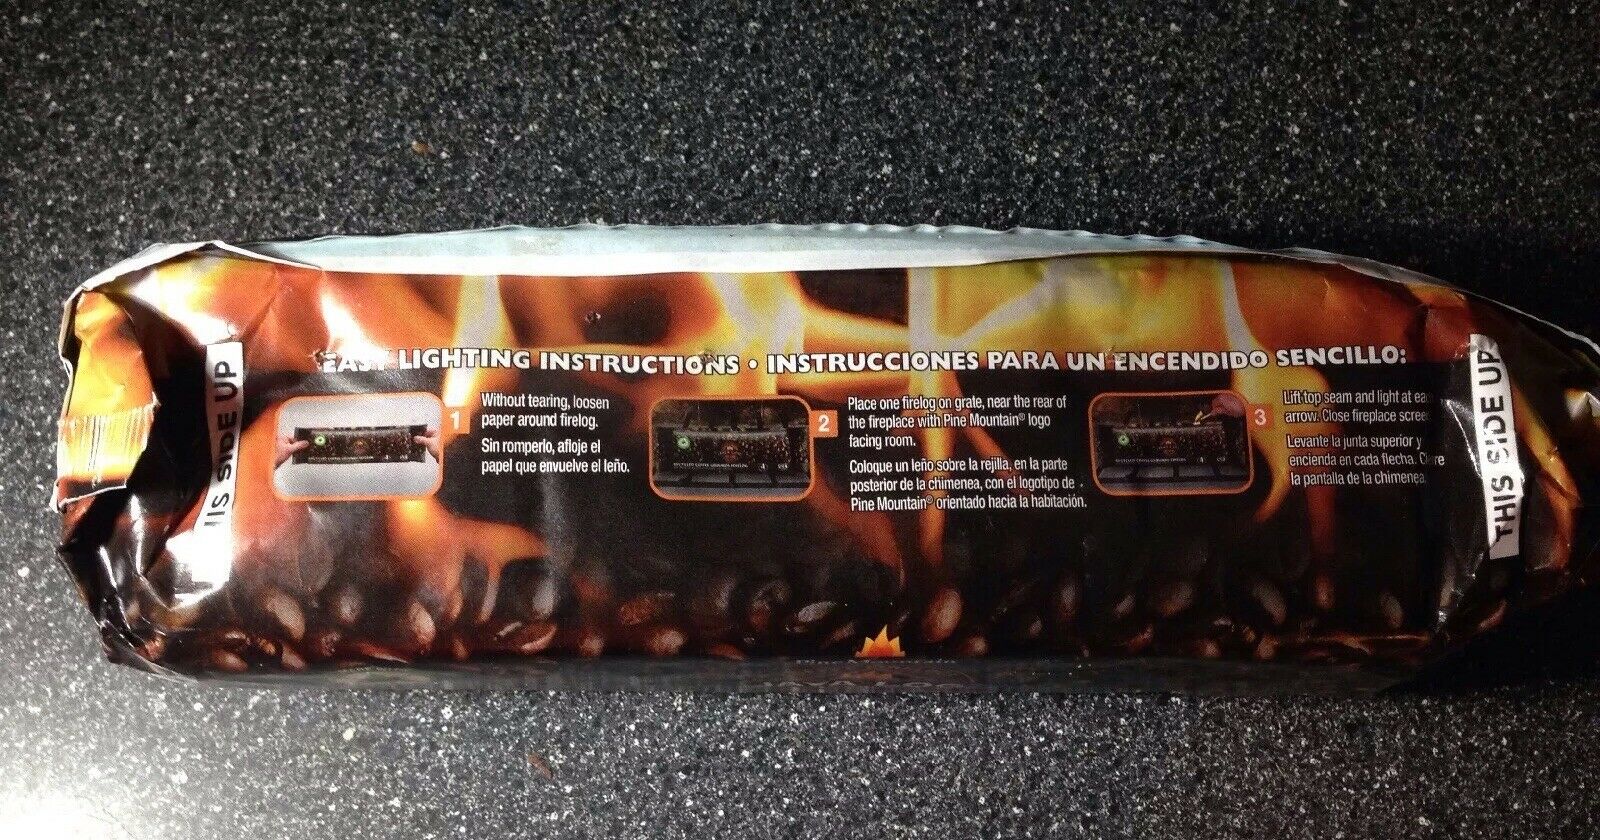 EASY LIGHTING INSTRUCTIONS • INSTRUCCIONES PARA UN ENCENDIDO SENCILLO:
THIS SIDE UP
1
Without tearing, loosen
paper around firelog.
Sin romperlo, afloje el
papel que envuelve el leño.
2
Place one firelog on grate, near the rear of
the fireplace with Pine Mountain® logo
facing room.
Coloque un leño sobre la rejilla, en la parte
posterior de la chimenea, con el logotipo de
Pine Mountain® orientado hacia la habitación.
3
Lift top seam and light at
arrow. Close fireplace
Levante la junta superior y
encienda en cada flecha.
la pantalla de la chimenea.
THIS SIDE UP